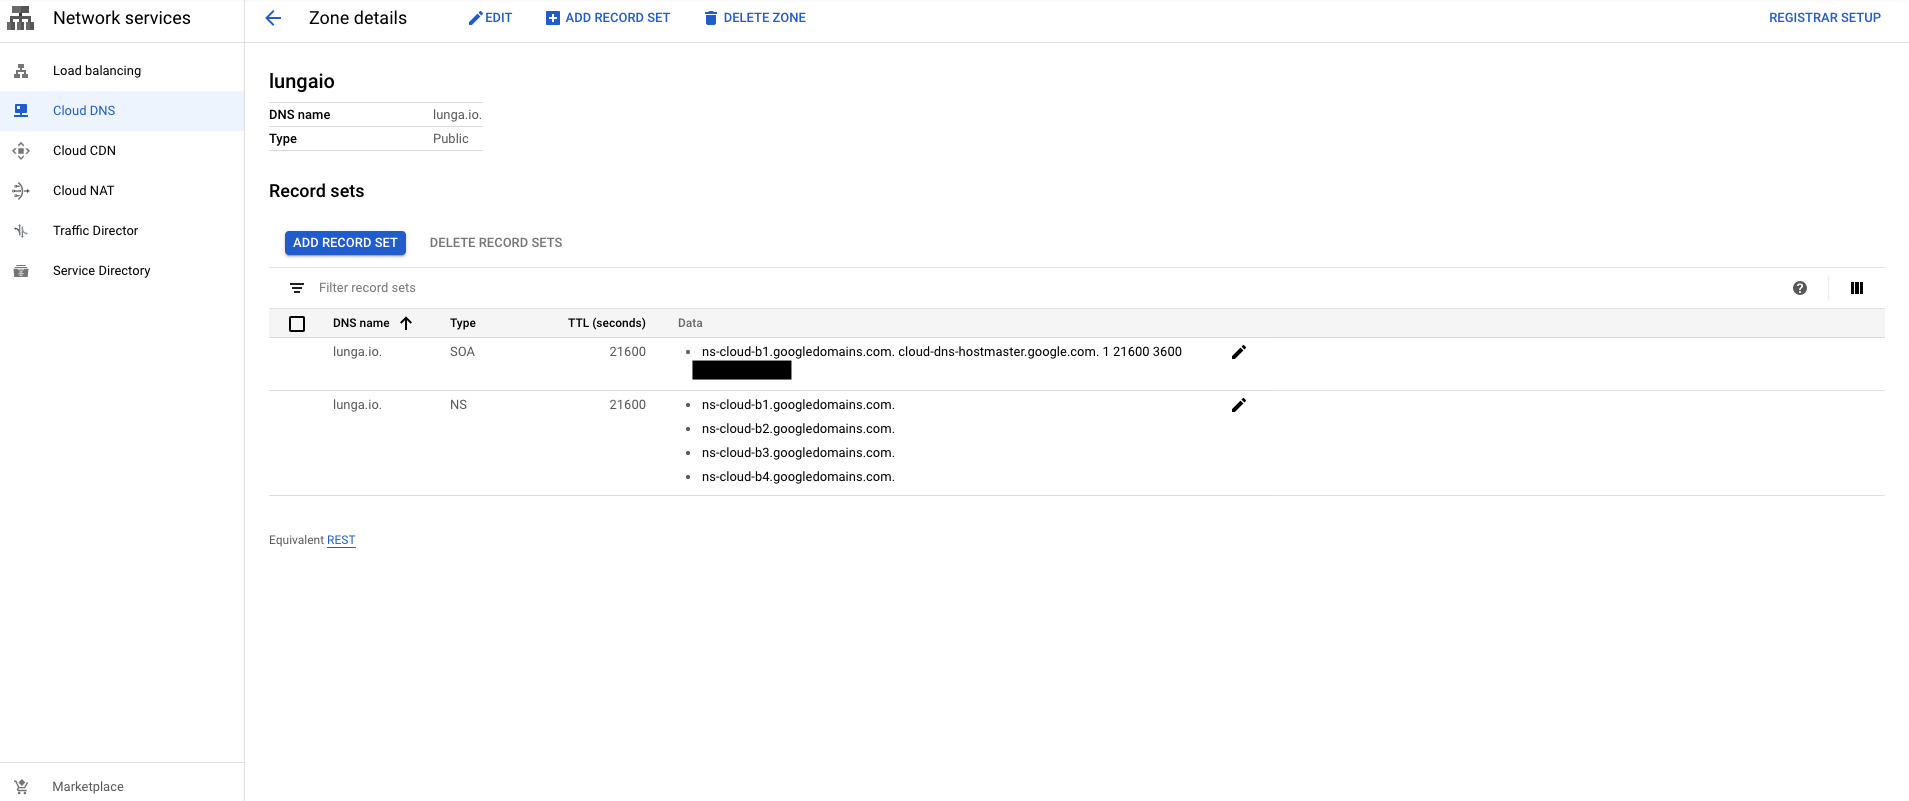 Network services
Zone details
EDIT
ADD RECORD SET
DELETE ZONE
REGISTRAR SETUP
Load balancing
Cloud DNS
Cloud CDN
Cloud NAT
Traffic Director
Service Directory
Marketplace
lungaio
DNS name lunga.io.
Type Public
Record sets
ADD RECORD SET DELETE RECORD SETS
Filter record sets
DNS name Type TTL (seconds) Data
lunga.io. SOA 21600 ns-cloud-b1.googledomains.com. cloud-dns-hostmaster.google.com. 1 21600 3600
lunga.io. NS 21600 ns-cloud-b1.googledomains.com.
ns-cloud-b2.googledomains.com.
ns-cloud-b3.googledomains.com.
ns-cloud-b4.googledomains.com.
Equivalent REST